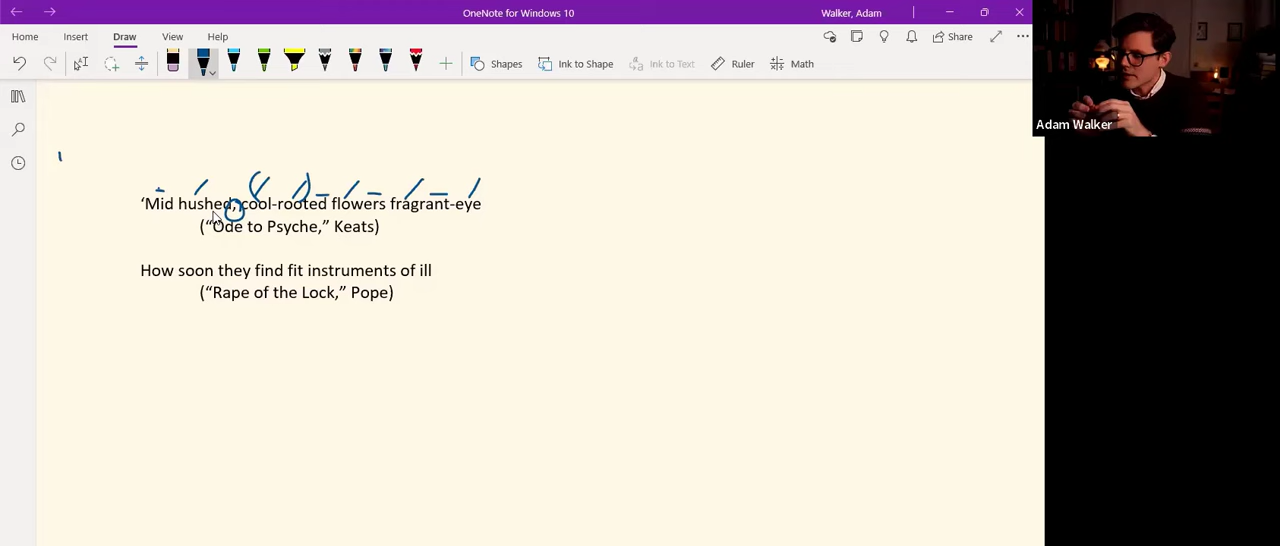 OneNote for Windows 10
Walker, Adam
Home Insert Draw View Help
Share
Shapes Ink to Shape Ink to Text Ruler Math
Adam Walker
‘Mid hushed, cool-rooted flowers fragrant-eye
(“Ode to Psyche,” Keats)
How soon they find fit instruments of ill
(“Rape of the Lock,” Pope)